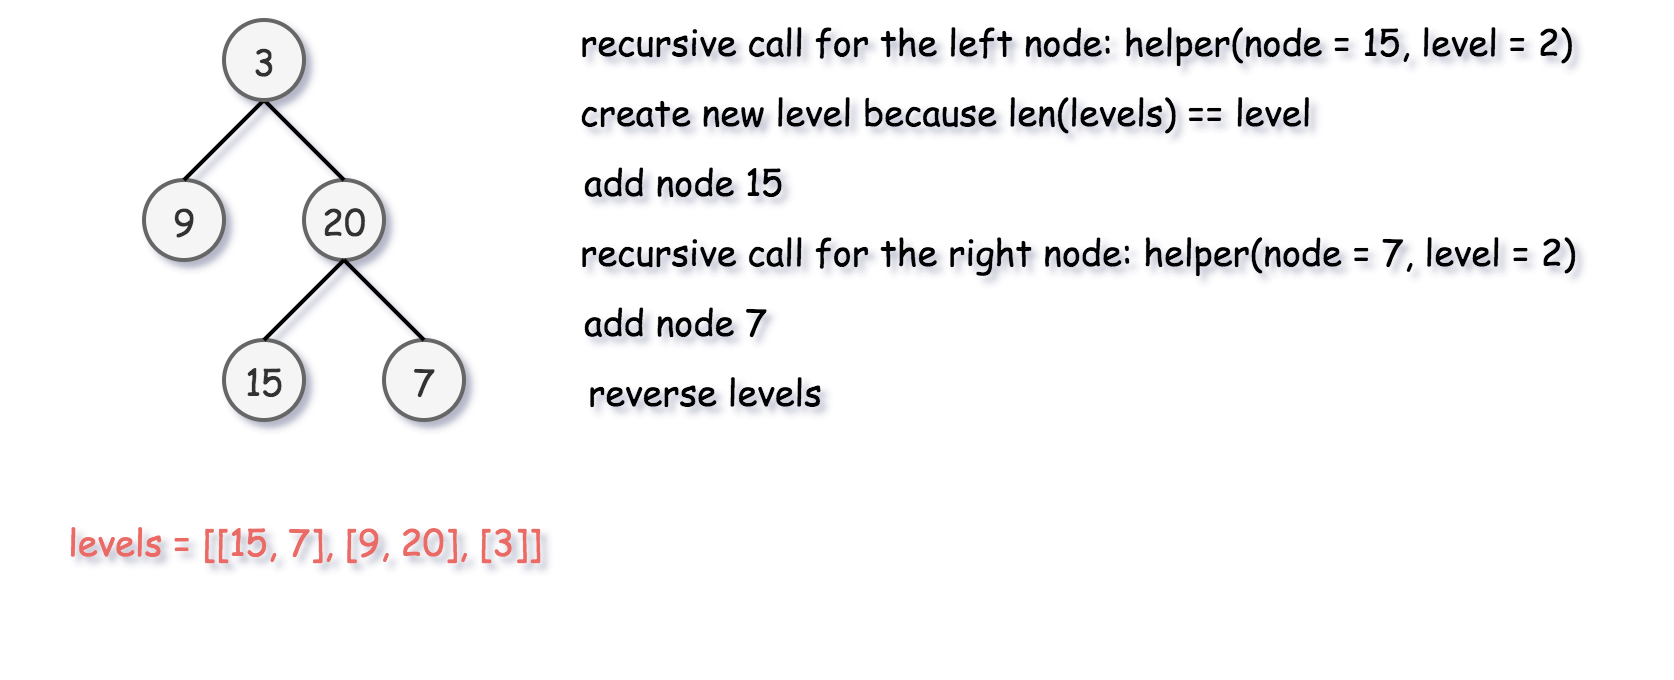 3
9
20
15
7
recursive call for the left node: helper(node = 15, level = 2)
create new level because len(levels) == level
add node 15
recursive call for the right node: helper(node = 7, level = 2)
add node 7
reverse levels
levels = [[15, 7], [9, 20], [3]]